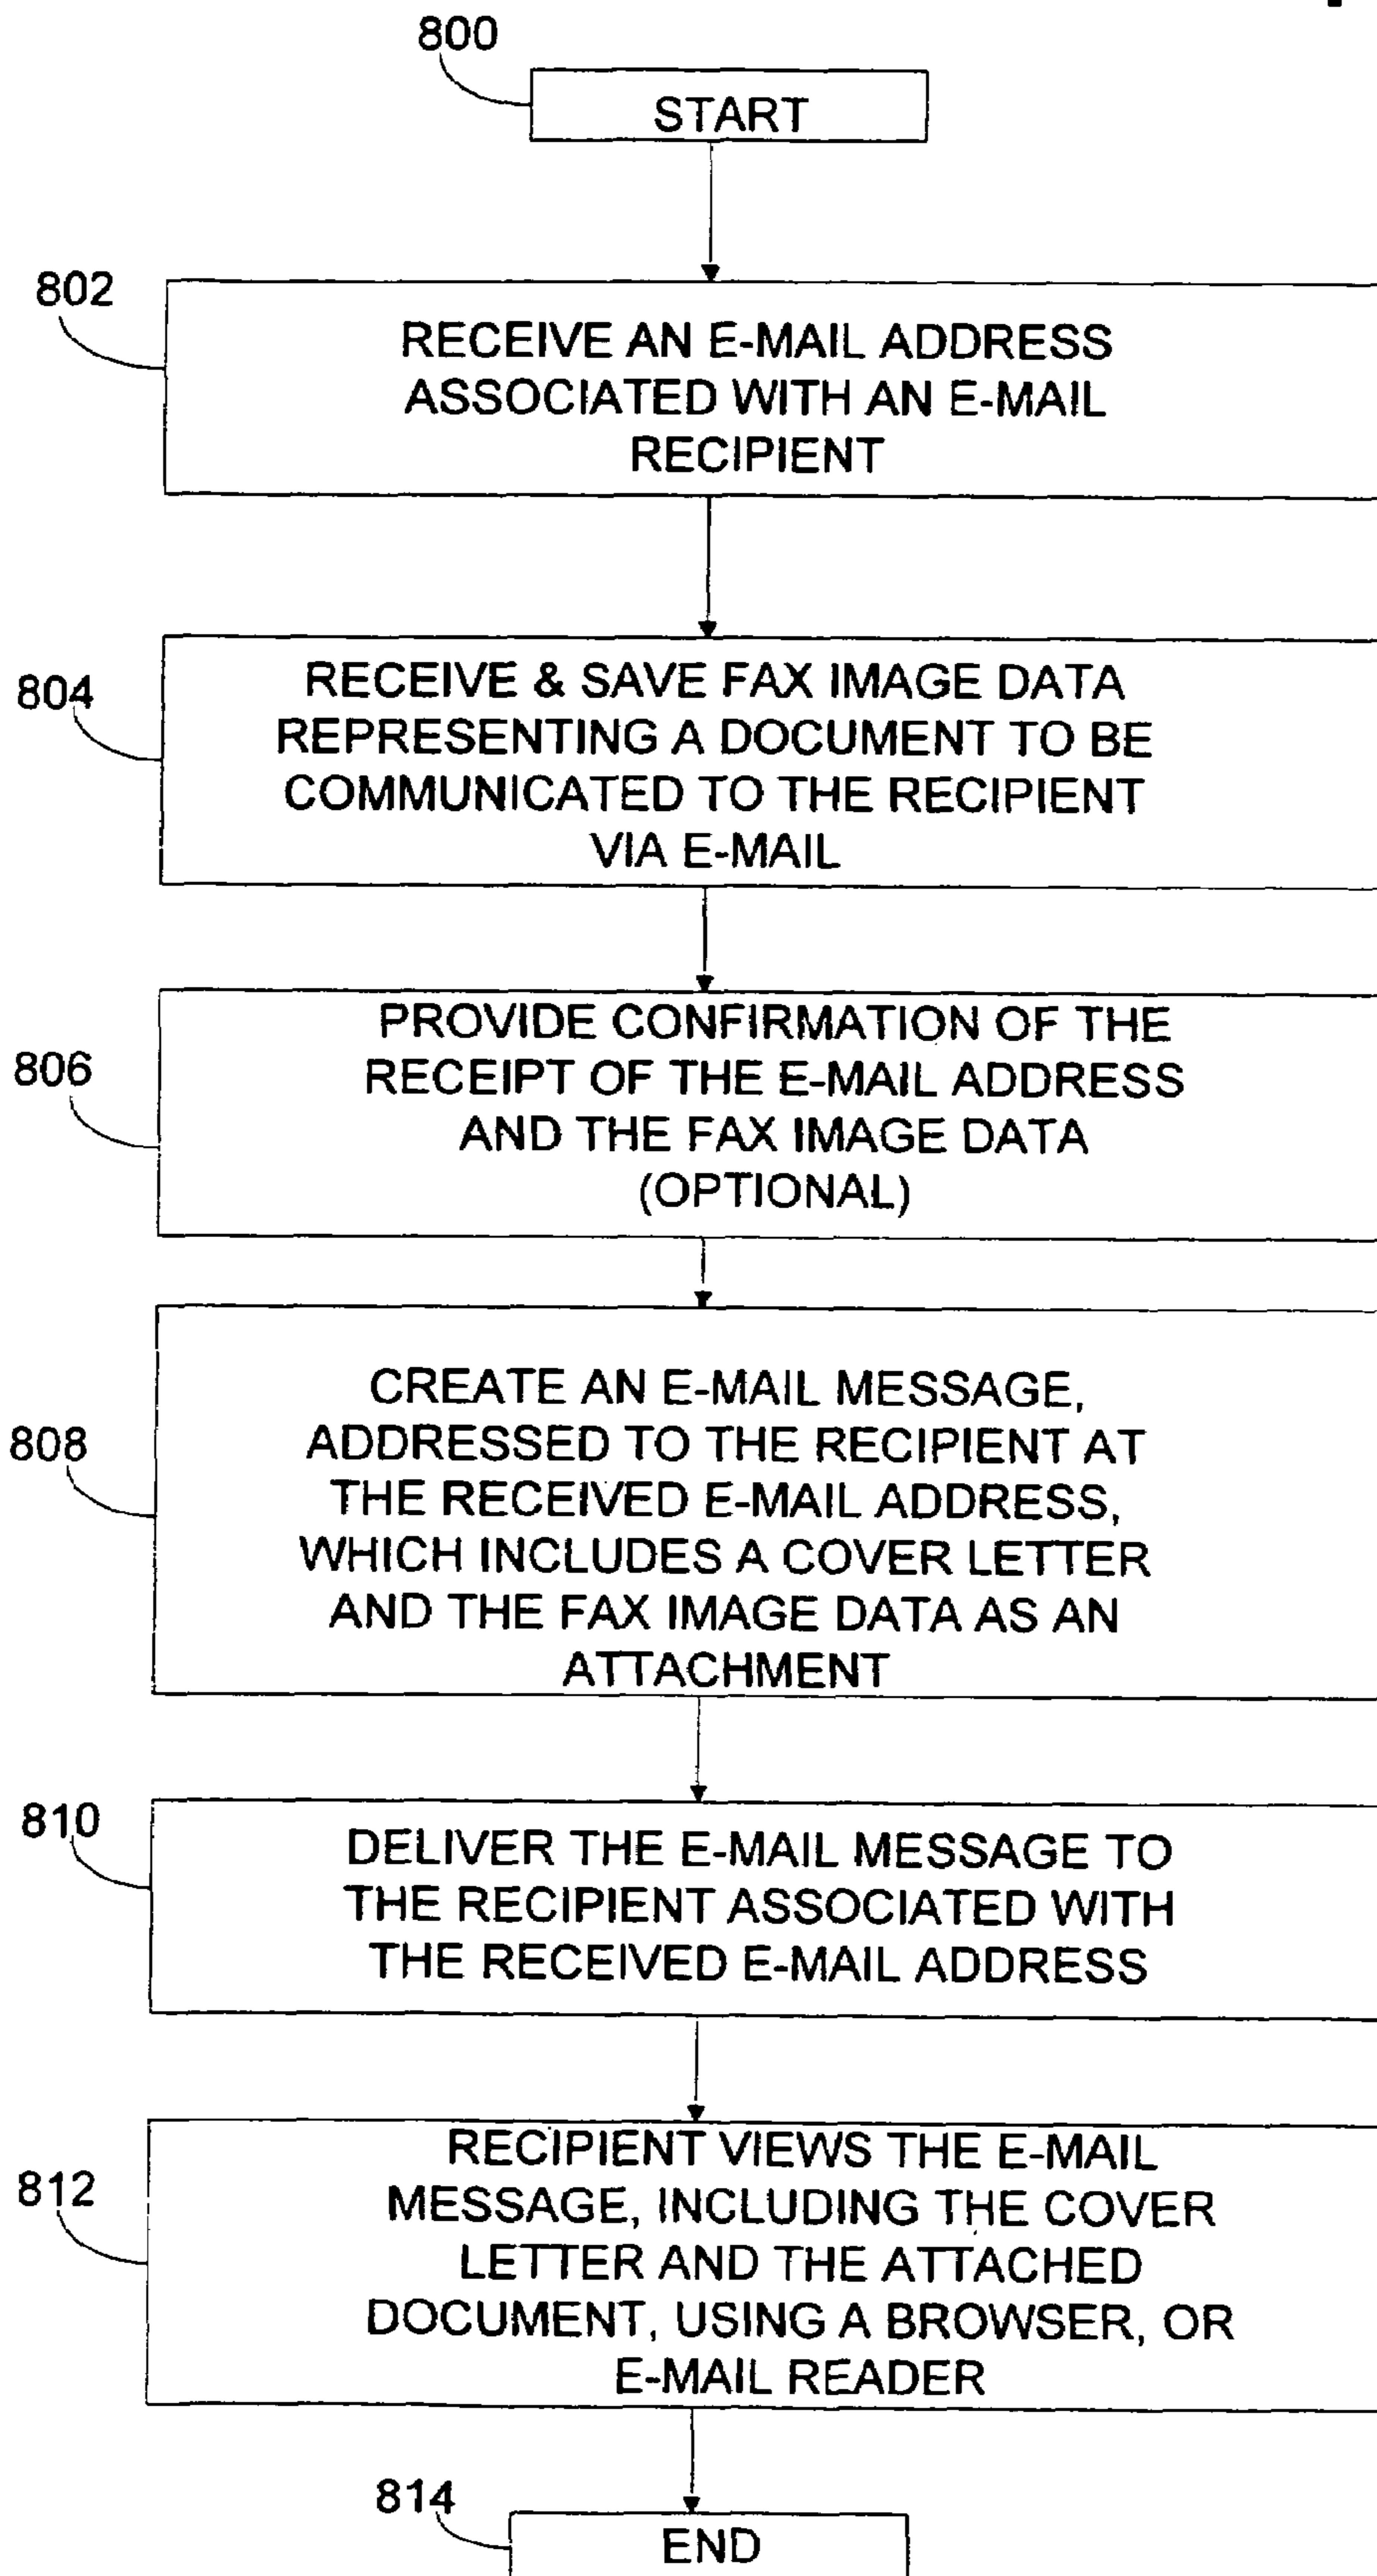 800
START
802
RECEIVE AN E-MAIL ADDRESS
ASSOCIATED WITH AN E-MAIL
RECIPIENT
804
RECEIVE & SAVE FAX IMAGE DATA
REPRESENTING A DOCUMENT TO BE
COMMUNICATED TO THE RECIPIENT
VIA E-MAIL
806
PROVIDE CONFIRMATION OF THE
RECEIPT OF THE E-MAIL ADDRESS
AND THE FAX IMAGE DATA
(OPTIONAL)
808
CREATE AN E-MAIL MESSAGE,
ADDRESSED TO THE RECIPIENT AT
THE RECEIVED E-MAIL ADDRESS,
WHICH INCLUDES A COVER LETTER
AND THE FAX IMAGE DATA AS AN
ATTACHMENT
810
DELIVER THE E-MAIL MESSAGE TO
THE RECIPIENT ASSOCIATED WITH
THE RECEIVED E-MAIL ADDRESS
812
RECIPIENT VIEWS THE E-MAIL
MESSAGE, INCLUDING THE COVER
LETTER AND THE ATTACHED
DOCUMENT, USING A BROWSER, OR
E-MAIL READER
814
END